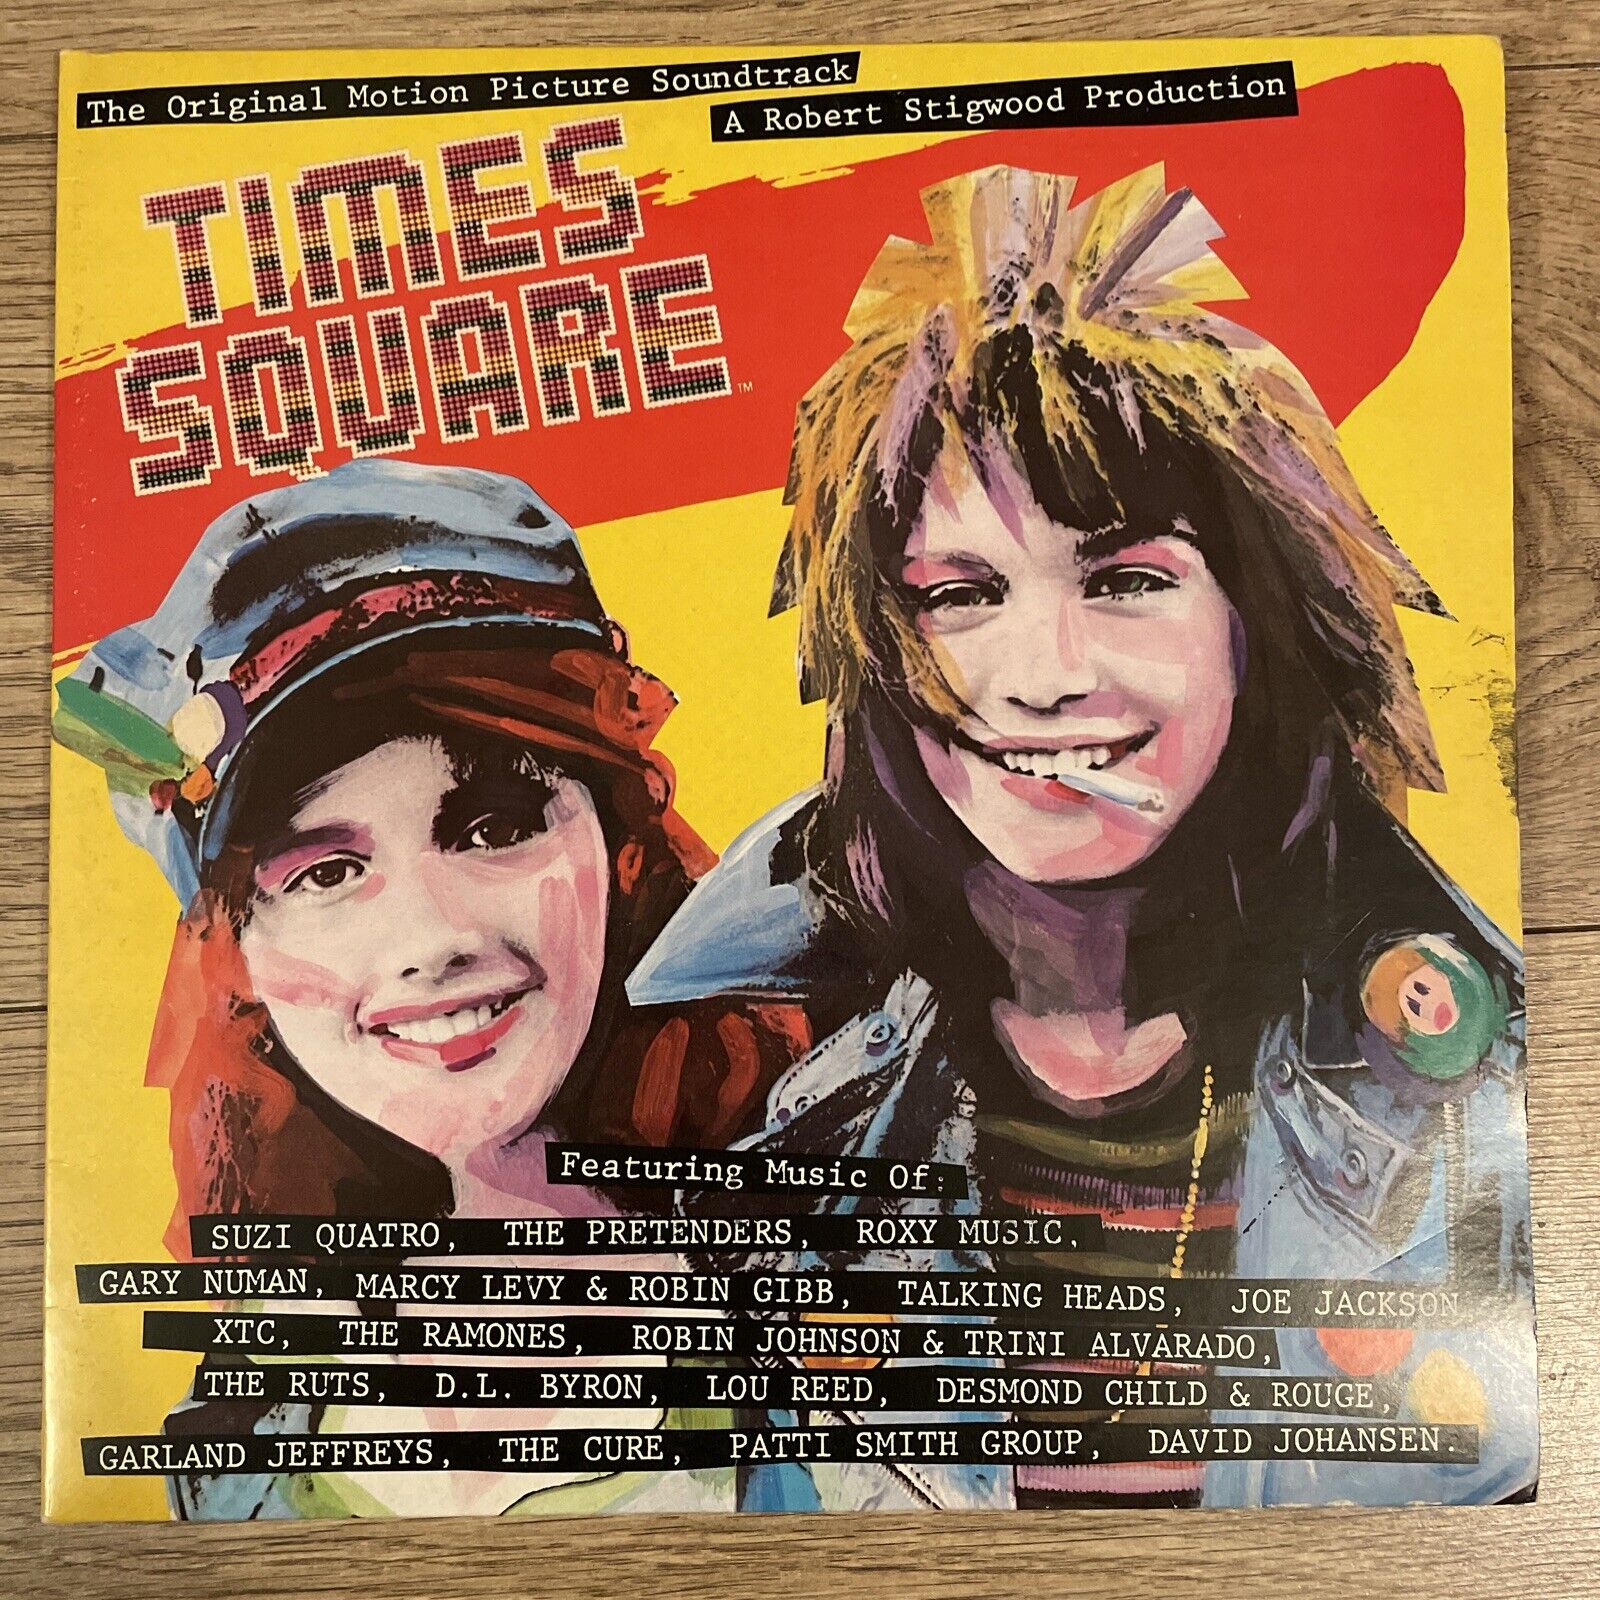 The Original Motion Picture Soundtrack
A Robert Stigwood Production
TIMES
SQUARE™
Featuring Music Of:
SUZI QUATRO, THE PRETENDERS, ROXY MUSIC,
GARY NUMAN, MARCY LEVY & ROBIN GIBB, TALKING HEADS, JOE JACKSON
XTC, THE RAMONES, ROBIN JOHNSON & TRINI ALVARADO,
THE RUTS, D.L. BYRON, LOU REED, DESMOND CHILD & ROUGE,
GARLAND JEFFREYS, THE CURE, PATTI SMITH GROUP, DAVID JOHANSEN.